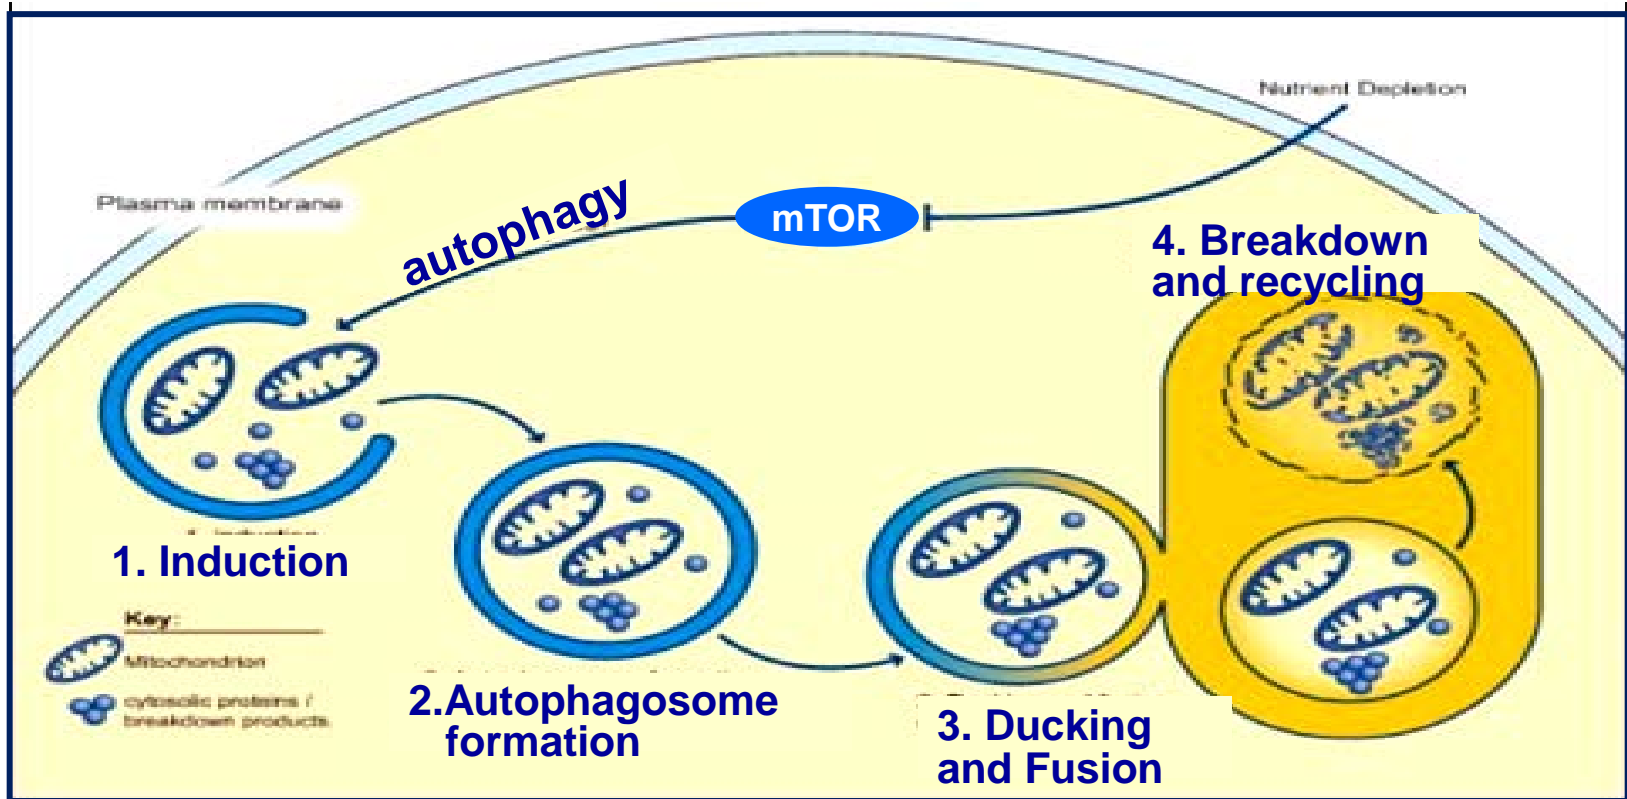 Nutrient Depletion
Plasma membrane
autophagy
mTOR
4. Breakdown
and recycling
1. Induction
Key:
Mitochondrion
cytosolic proteins /
breakdown products
2.Autophagosome
formation
3. Ducking
and Fusion